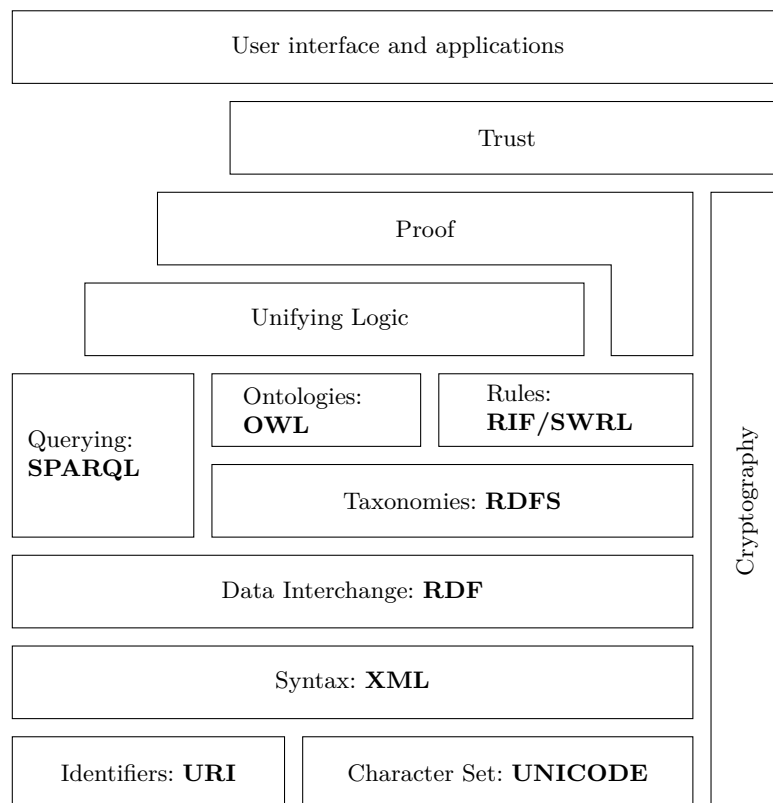 User interface and applications
Trust
Proof
Unifying Logic
Querying:
SPARQL
Ontologies:
OWL
Rules:
RIF/SWRL
Taxonomies: RDFS
Cryptography
Data Interchange: RDF
Syntax: XML
Identifiers: URI
Character Set: UNICODE